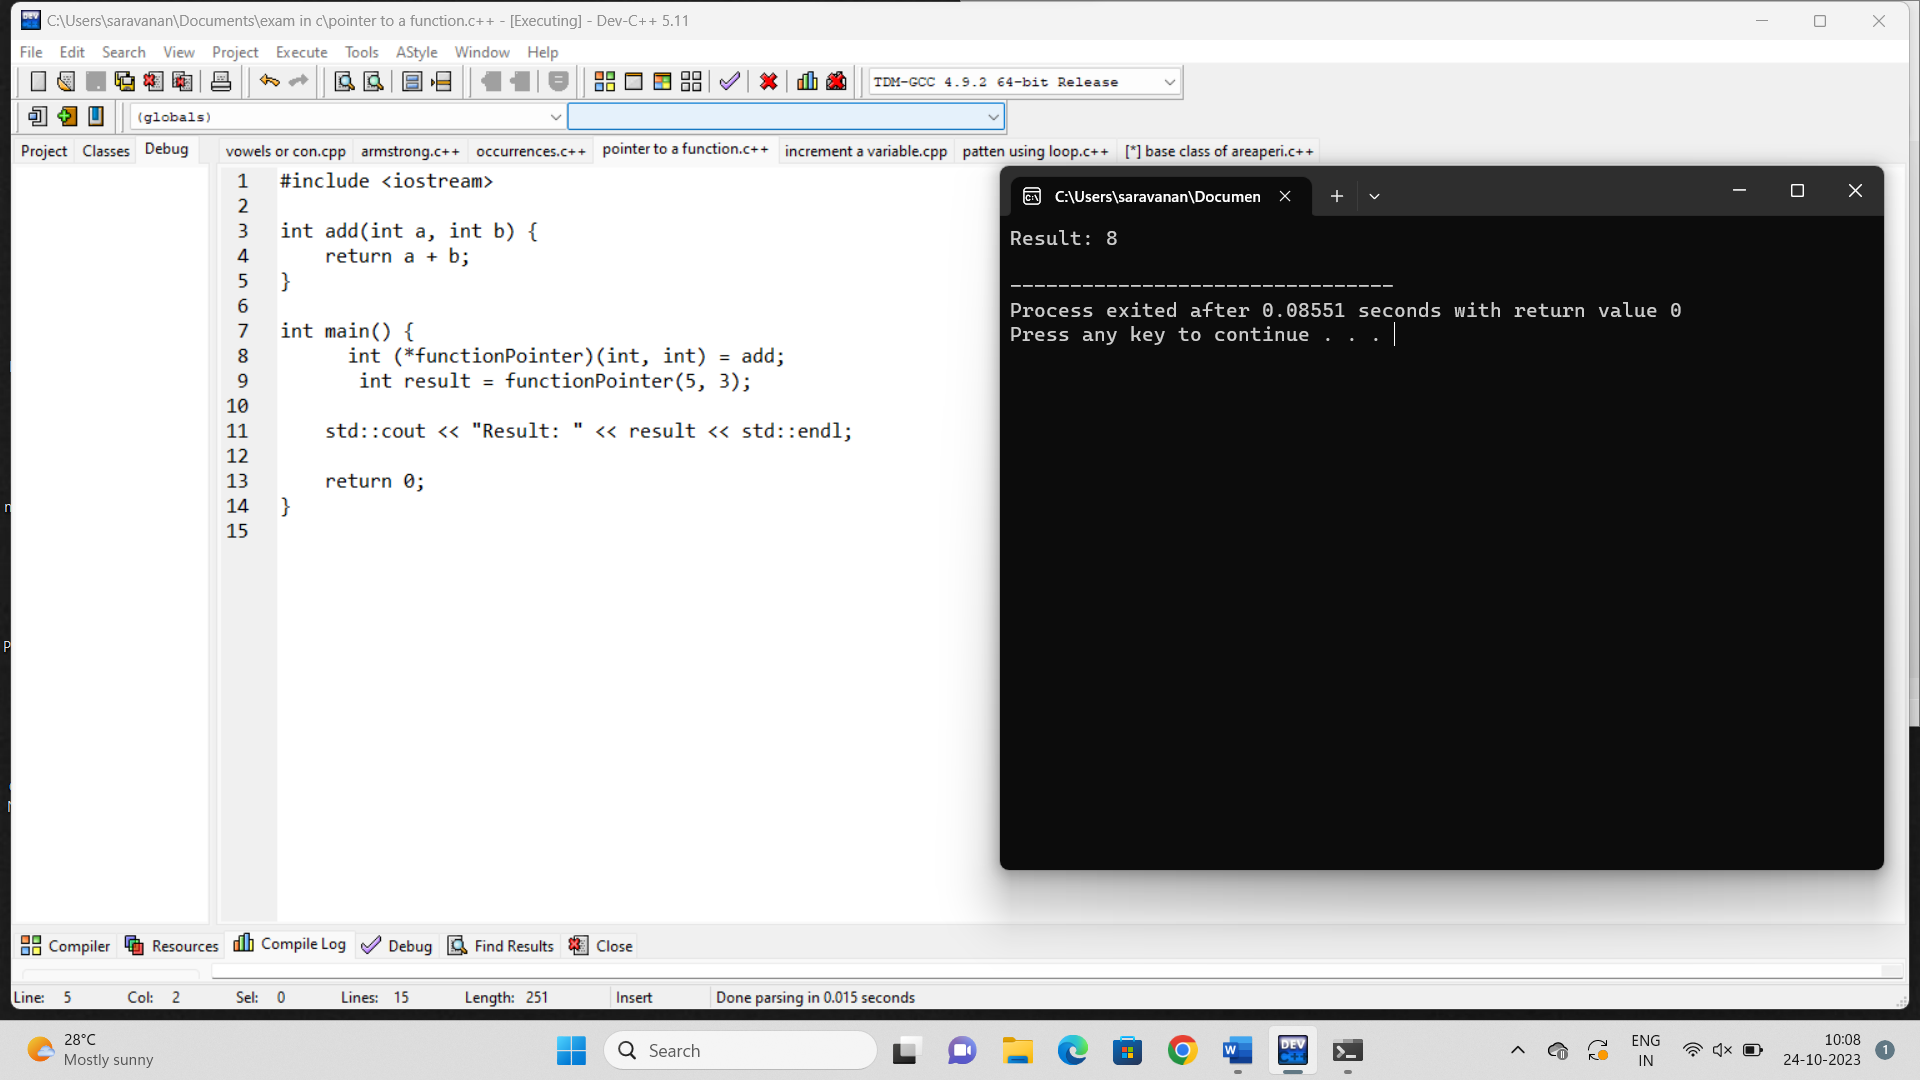 C:\Users\saravanan\Documents\exam in c\pointer to a function.c++ - [Executing] - Dev-C++ 5.11
File Edit Search View Project Execute Tools AStyle Window Help
TDM-GCC 4.9.2 64-bit Release
(globals)
Project Classes Debug
vowels or con.cpp armstrong.c++ occurrences.c++ pointer to a function.c++ increment a variable.cpp patten using loop.c++ [*] base class of areaperi.c++
1 #include <iostream>
2
3 int add(int a, int b) {
4 return a + b;
5 }
6
7 int main() {
8 int (*functionPointer)(int, int) = add;
9 int result = functionPointer(5, 3);
10
11 std::cout << "Result: " << result << std::endl;
12
13 return 0;
14 }
15
C:\Users\saravanan\Documen
Result: 8
--------------------------------
Process exited after 0.08551 seconds with return value 0
Press any key to continue . . .
Compiler Resources Compile Log Debug Find Results Close
Line: 5 Col: 2 Sel: 0 Lines: 15 Length: 251 Insert Done parsing in 0.015 seconds
28°C
Mostly sunny
Search
DEV
C++
ENG
IN
10:08
24-10-2023
1